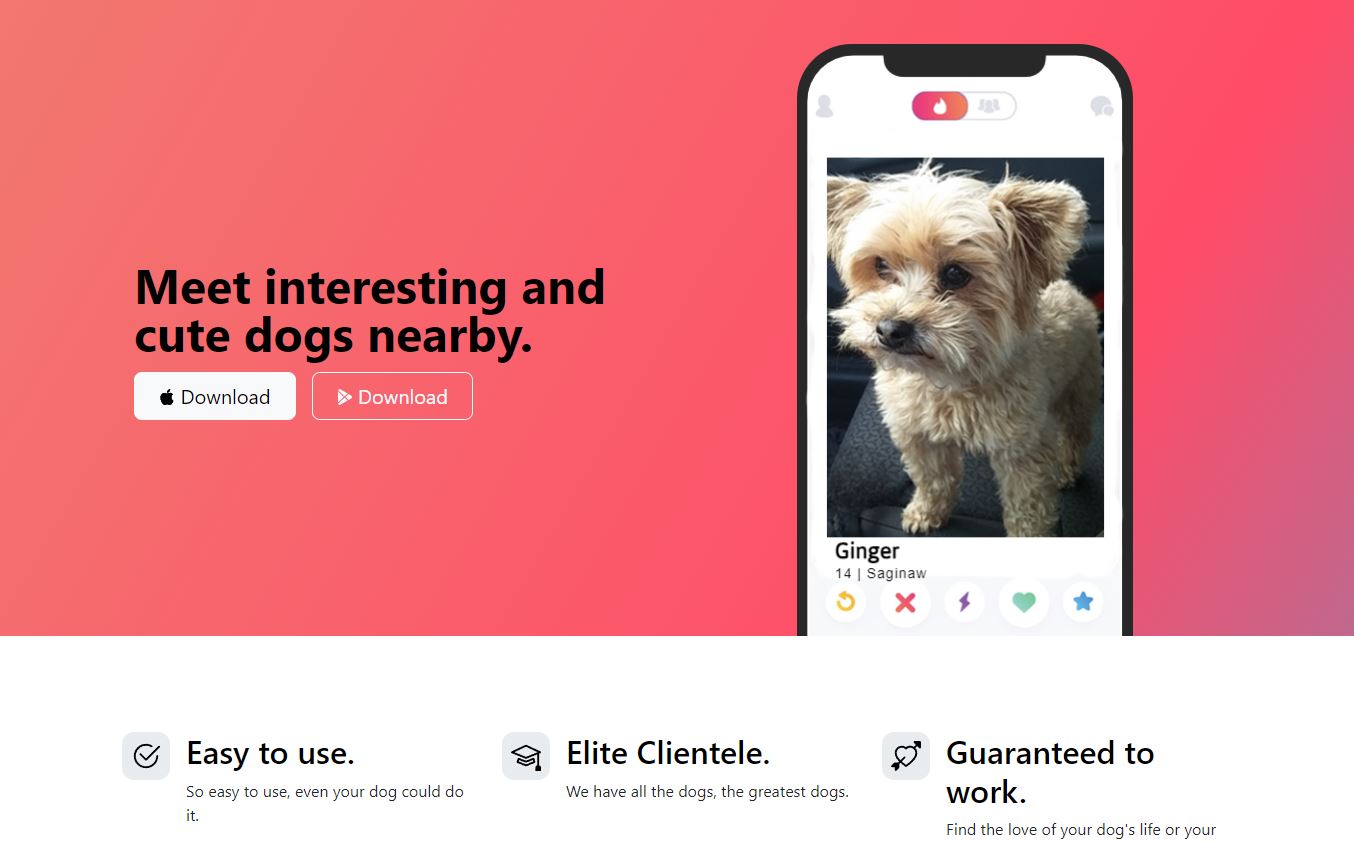 Meet interesting and
cute dogs nearby.
Download
Download
Ginger
14 | Saginaw
Easy to use.
So easy to use, even your dog could do
it.
Elite Clientele.
We have all the dogs, the greatest dogs.
Guaranteed to
work.
Find the love of your dog's life or your